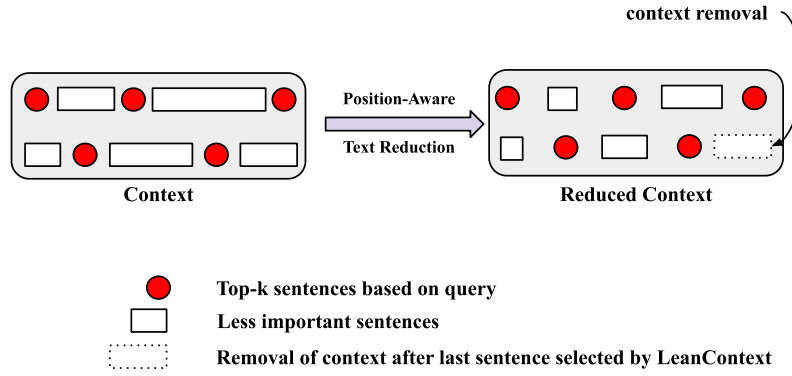 context removal
Position-Aware
Text Reduction
Context
Reduced Context
Top-k sentences based on query
Less important sentences
Removal of context after last sentence selected by LeanContext